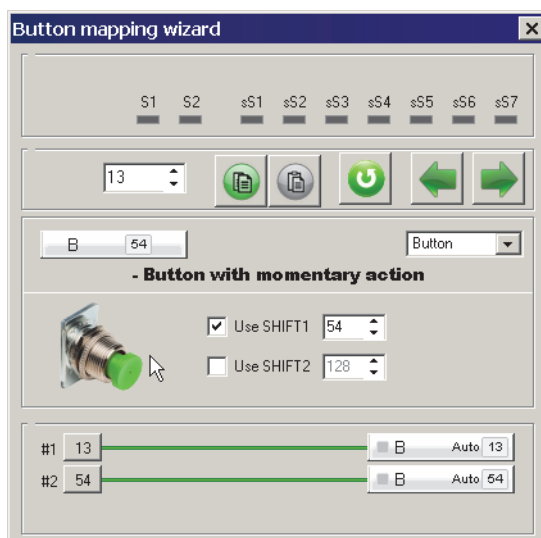 Button mapping wizard
S1 S2 sS1 sS2 sS3 sS4 sS5 sS6 sS7
13
B 54 Button
- Button with momentary action
Use SHIFT1 54
Use SHIFT2 128
#1 13 B Auto 13
#2 54 B Auto 54